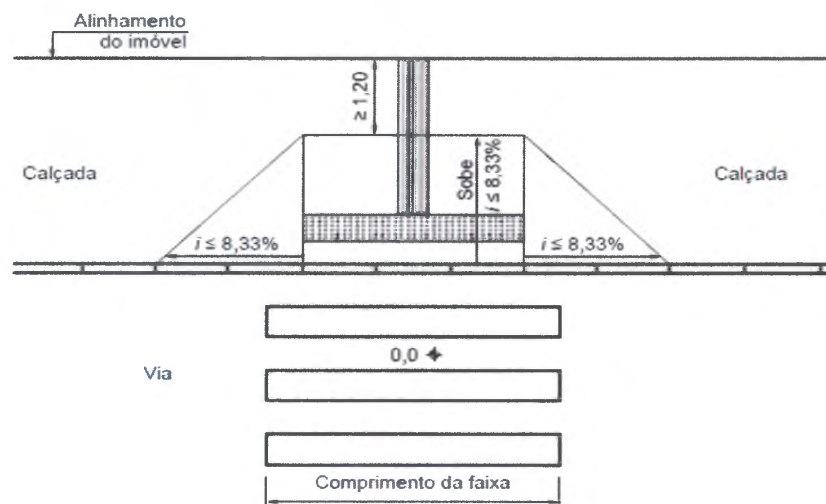 Alinhamento
do imóvel
≥ 1,20
Calçada
Sobe
i ≤ 8,33%
Calçada
i ≤ 8,33%
i ≤ 8,33%
0,0
Via
Comprimento da faixa